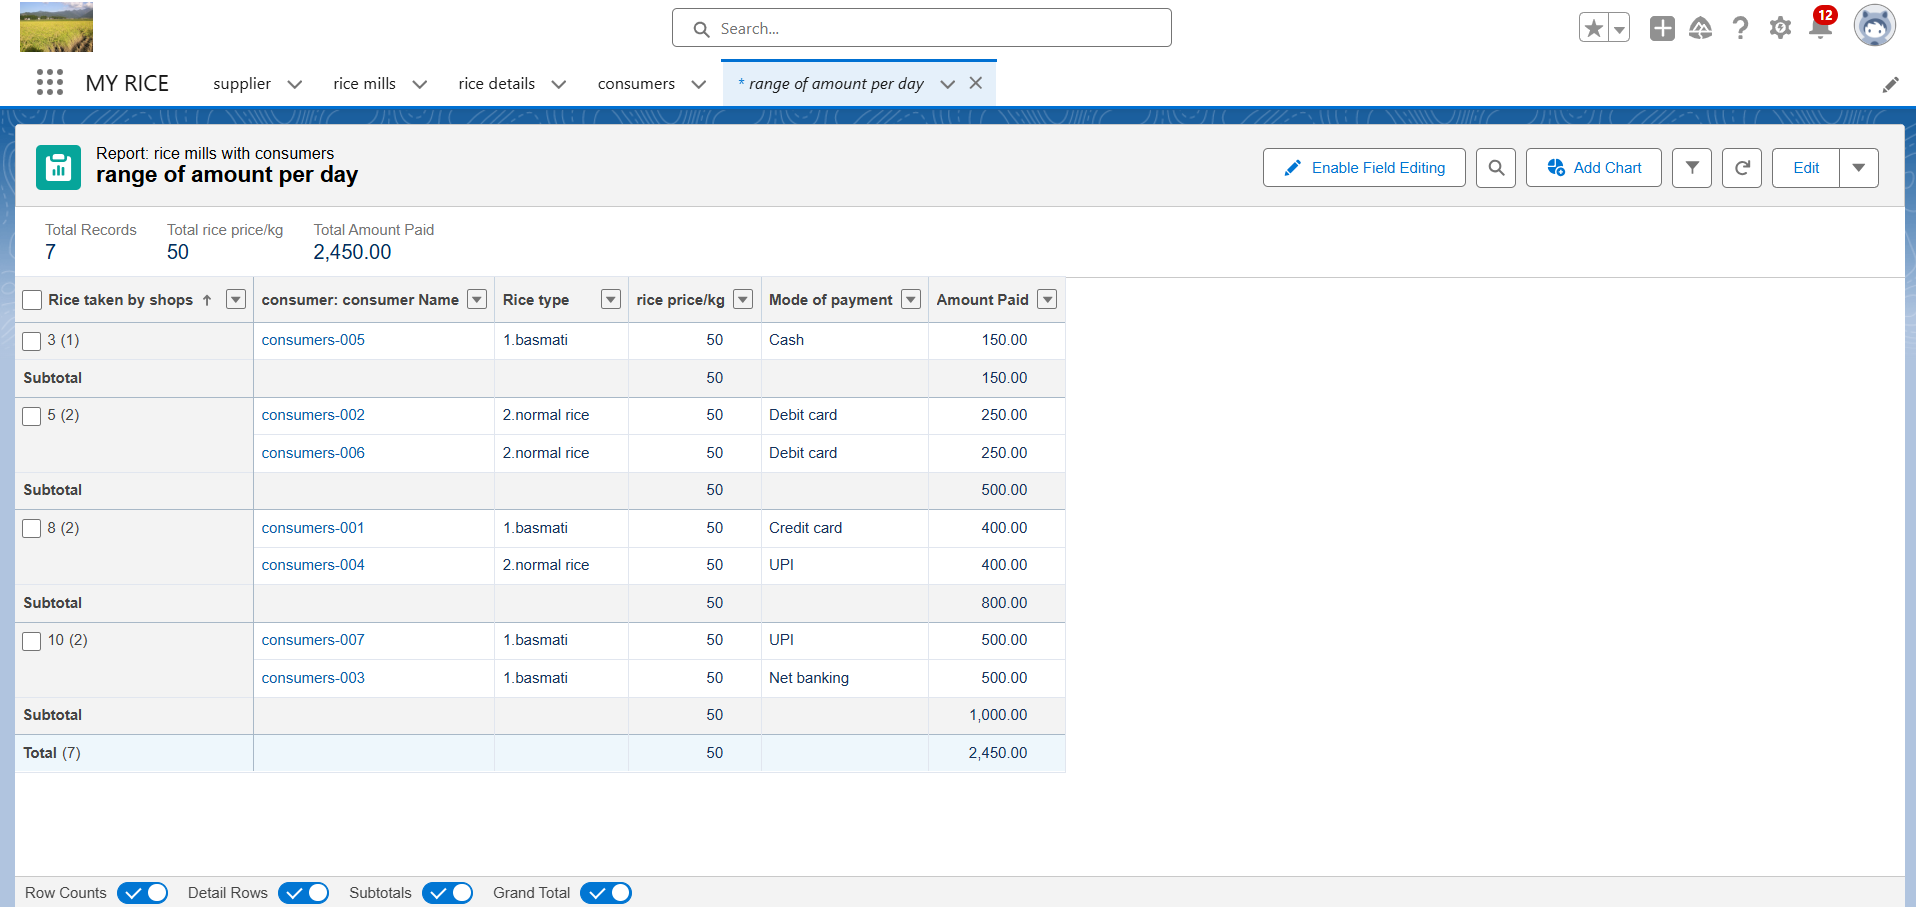 Search...
12
MY RICE
supplier
rice mills
rice details
consumers
* range of amount per day
Report: rice mills with consumers
range of amount per day
Enable Field Editing
Add Chart
Edit
Total Records
Total rice price/kg
Total Amount Paid
7
50
2,450.00
Rice taken by shops ↑ consumer: consumer Name Rice type rice price/kg Mode of payment Amount Paid
3 (1) consumers-005 1.basmati 50 Cash 150.00
Subtotal 50 150.00
5 (2) consumers-002 2.normal rice 50 Debit card 250.00
consumers-006 2.normal rice 50 Debit card 250.00
Subtotal 50 500.00
8 (2) consumers-001 1.basmati 50 Credit card 400.00
consumers-004 2.normal rice 50 UPI 400.00
Subtotal 50 800.00
10 (2) consumers-007 1.basmati 50 UPI 500.00
consumers-003 1.basmati 50 Net banking 500.00
Subtotal 50 1,000.00
Total (7) 50 2,450.00
Row Counts
Detail Rows
Subtotals
Grand Total